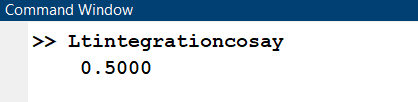 Command Window
>> Ltintegrationcosay
0.5000